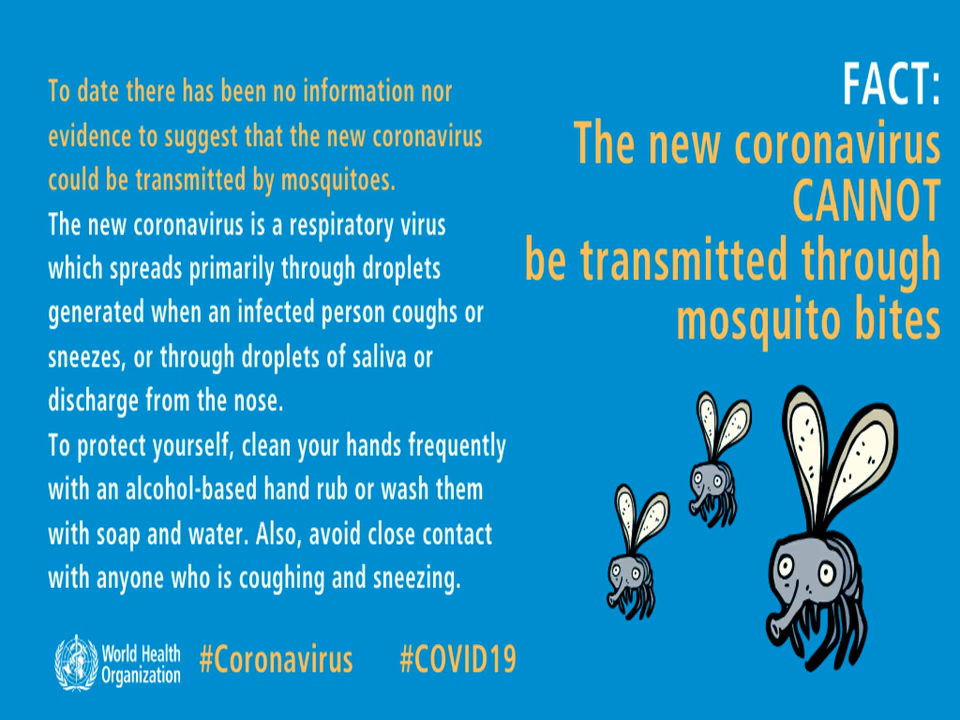 To date there has been no information nor
evidence to suggest that the new coronavirus
could be transmitted by mosquitoes.
The new coronavirus is a respiratory virus
which spreads primarily through droplets
generated when an infected person coughs or
sneezes, or through droplets of saliva or
discharge from the nose.
To protect yourself, clean your hands frequently
with an alcohol-based hand rub or wash them
with soap and water. Also, avoid close contact
with anyone who is coughing and sneezing.
FACT:
The new coronavirus
CANNOT
be transmitted through
mosquito bites
World Health
Organization
#Coronavirus #COVID19